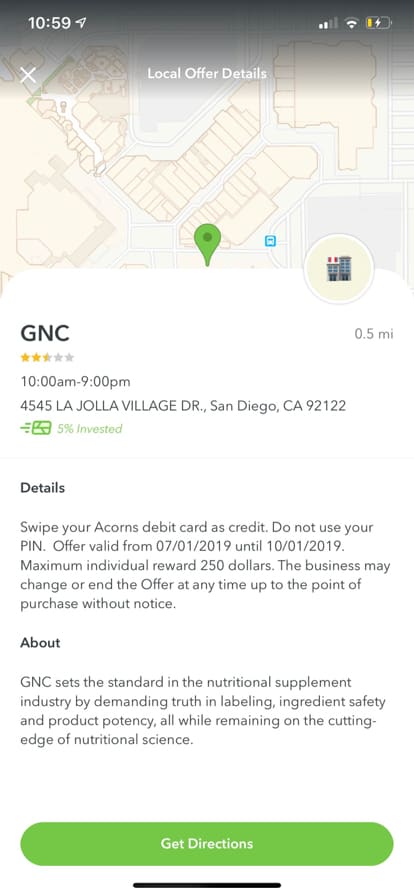 10:59
Local Offer Details
GNC
0.5 mi
10:00am-9:00pm
4545 LA JOLLA VILLAGE DR., San Diego, CA 92122
5% Invested
Details
Swipe your Acorns debit card as credit. Do not use your
PIN.  Offer valid from 07/01/2019 until 10/01/2019.
Maximum individual reward 250 dollars. The business may
change or end the Offer at any time up to the point of
purchase without notice.
About
GNC sets the standard in the nutritional supplement
industry by demanding truth in labeling, ingredient safety
and product potency, all while remaining on the cutting-
edge of nutritional science.
Get Directions